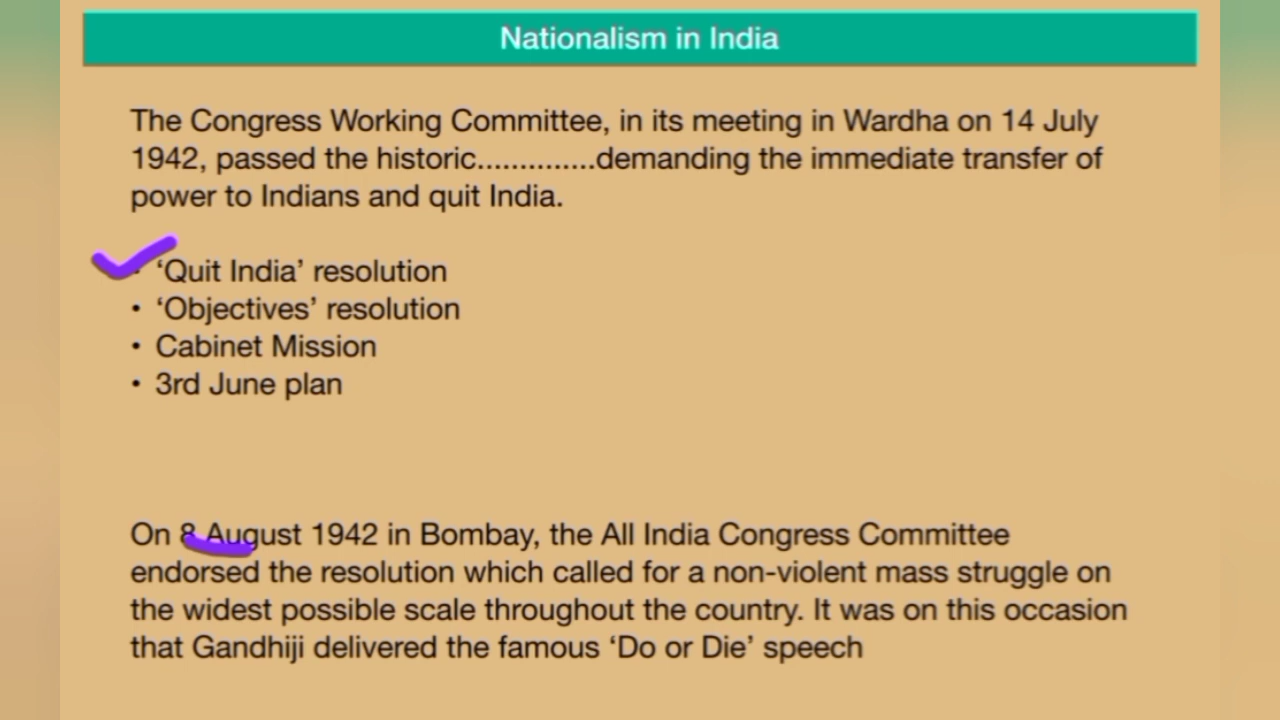 Nationalism in India
The Congress Working Committee, in its meeting in Wardha on 14 July
1942, passed the historic..............demanding the immediate transfer of
power to Indians and quit India.
• ‘Quit India’ resolution
• ‘Objectives’ resolution
• Cabinet Mission
• 3rd June plan
On 8 August 1942 in Bombay, the All India Congress Committee
endorsed the resolution which called for a non-violent mass struggle on
the widest possible scale throughout the country. It was on this occasion
that Gandhiji delivered the famous ‘Do or Die’ speech